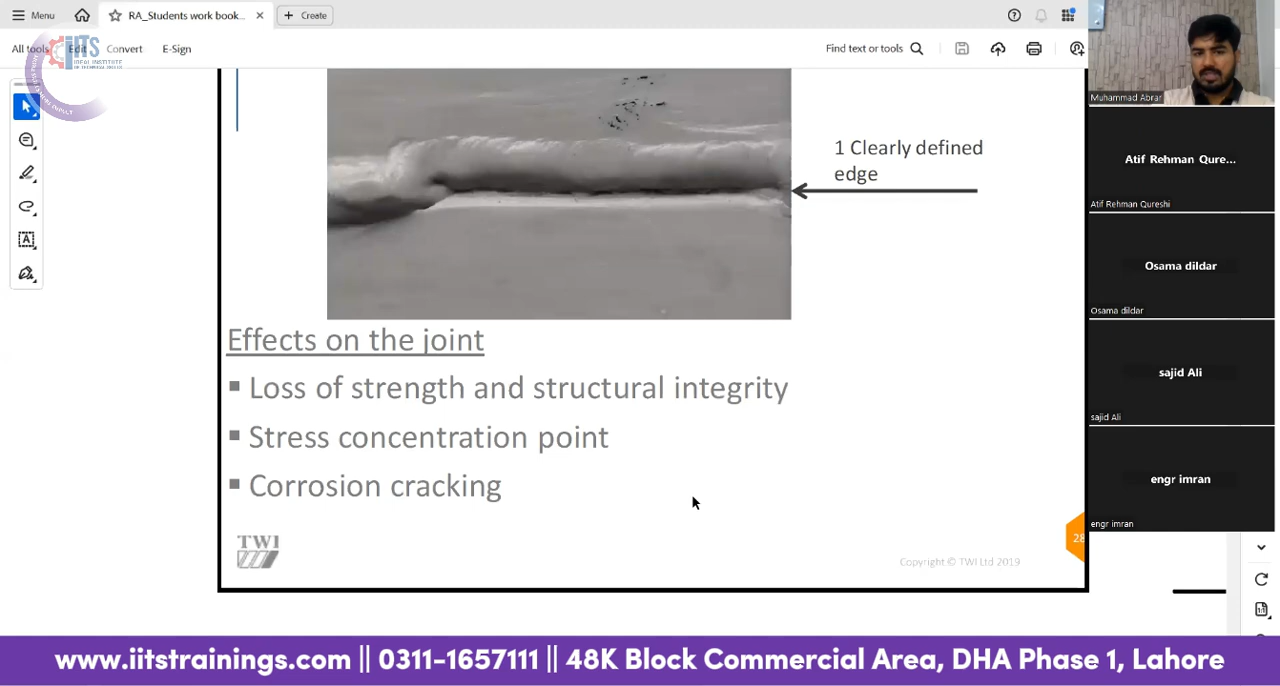 Menu
RA_Students work book...
Create
All tools
Edit
Convert
E-Sign
Find text or tools
iITS
IDEAL INSTITUTE
1 Clearly defined
edge
Effects on the joint
▪ Loss of strength and structural integrity
▪ Stress concentration point
▪ Corrosion cracking
TWI
28
Copyright © TWI Ltd 2019
Muhammad Abrar
Atif Rehman Qure...
Atif Rehman Qureshi
Osama dildar
Osama dildar
sajid Ali
sajid Ali
engr imran
engr imran
www.iitstrainings.com || 0311-1657111 || 48K Block Commercial Area, DHA Phase 1, Lahore